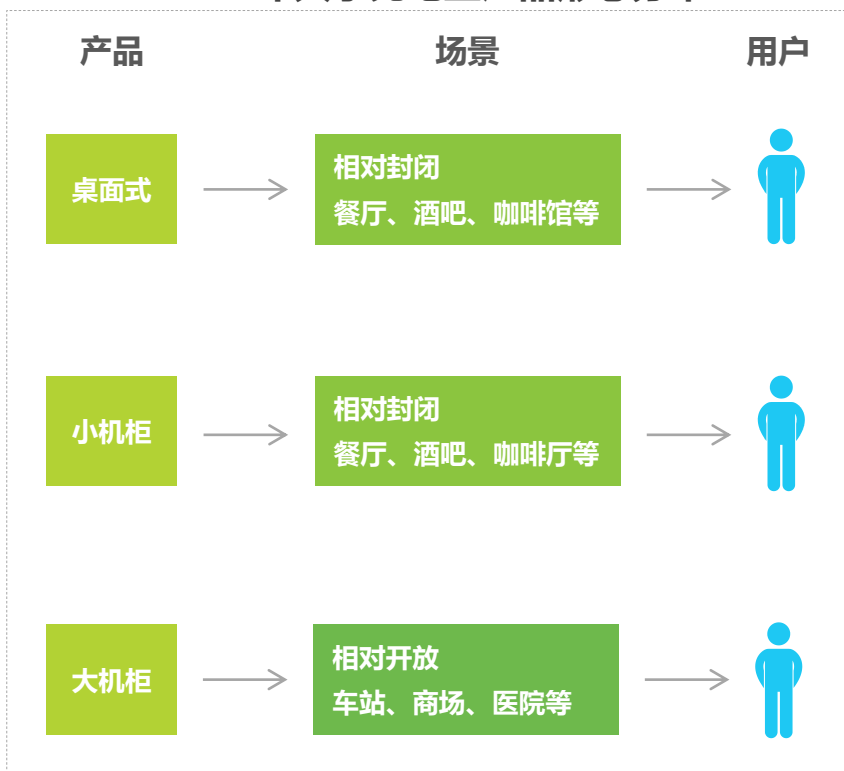 产品
场景
用户
桌面式
相对封闭
餐厅、酒吧、咖啡馆等
小机柜
相对封闭
餐厅、酒吧、咖啡厅等
大机柜
相对开放
车站、商场、医院等